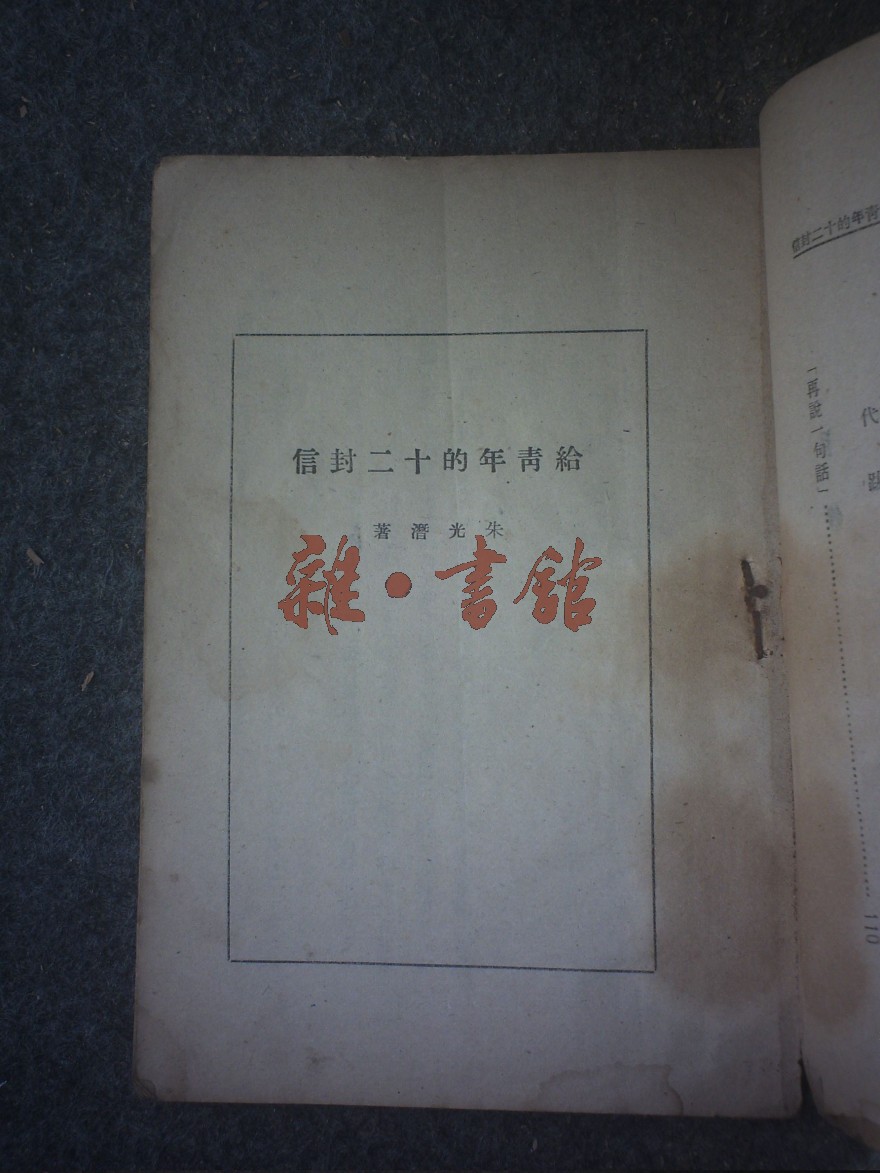 信封二十的年青給
著潛光朱
雜·書館
信封二十的年青
「再說一句話」
代
110